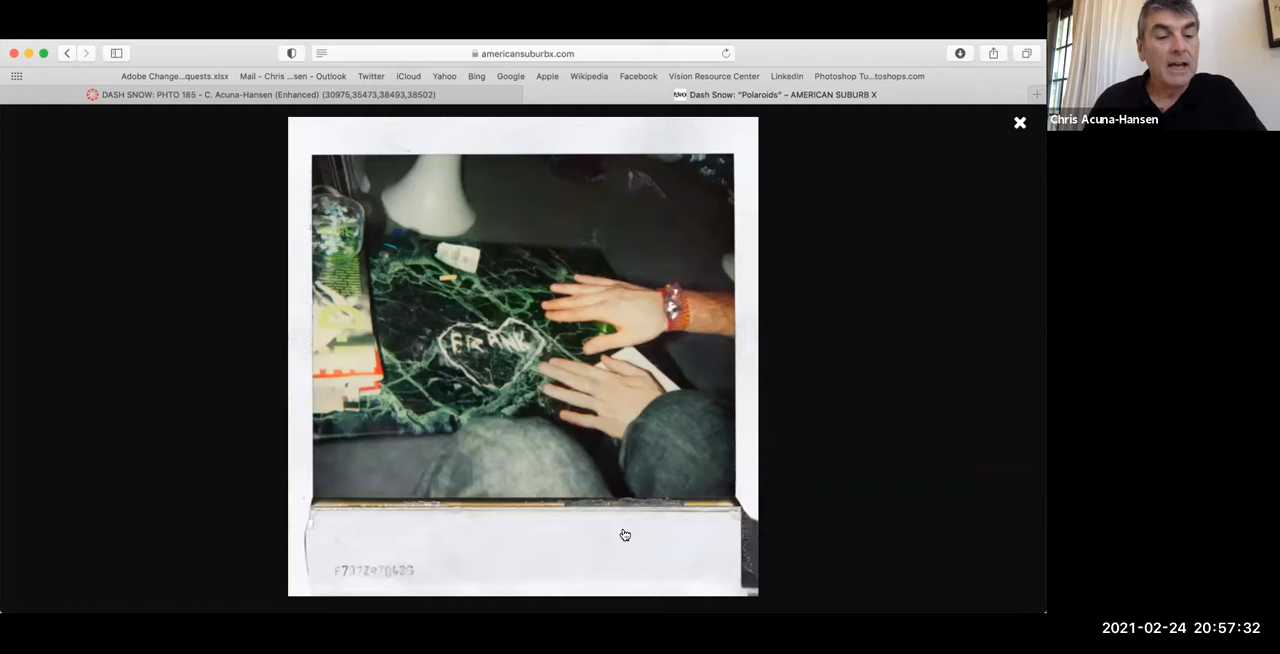 americansuburbx.com
Adobe Change...quests.xlsx Mail - Chris ...sen - Outlook Twitter iCloud Yahoo Bing Google Apple Wikipedia Facebook Vision Resource Center LinkedIn Photoshop Tu...toshops.com
DASH SNOW: PHTO 185 - C. Acuna-Hansen (Enhanced) (30975,35473,38493,38502) Dash Snow: "Polaroids" – AMERICAN SUBURB X
Chris Acuna-Hansen
FRANK
2021-02-24 20:57:32